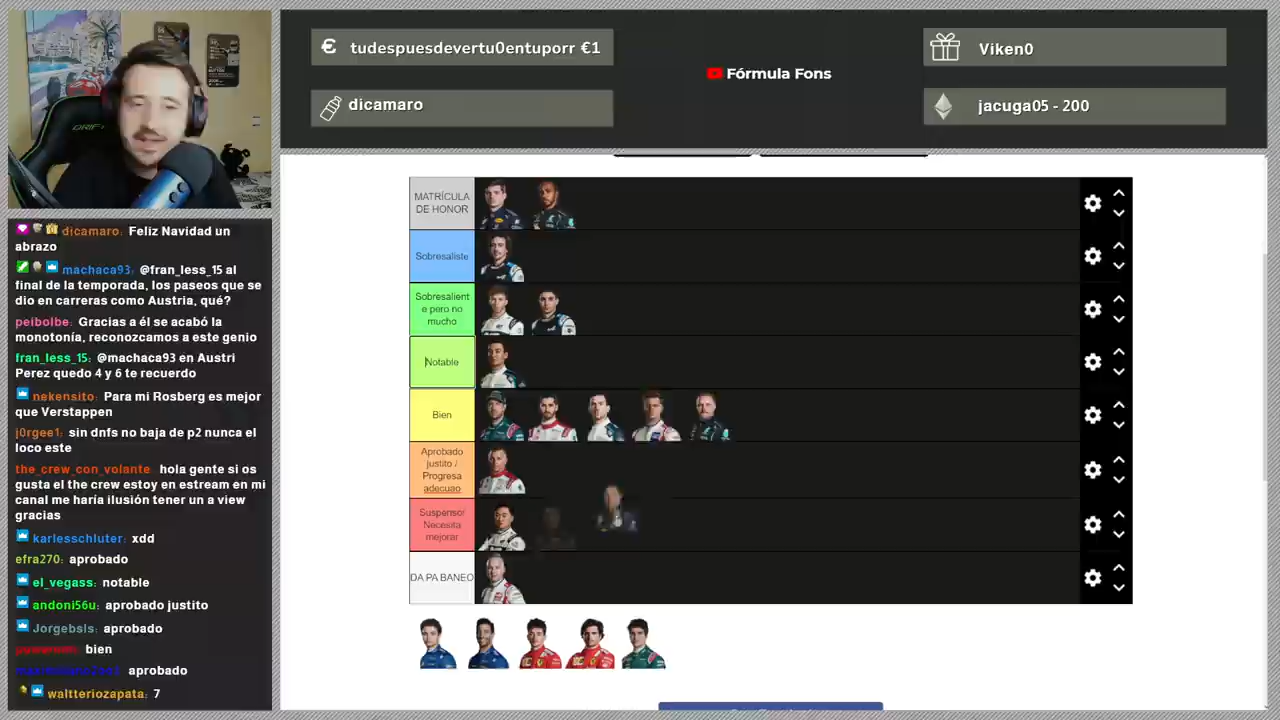 € tudespuesdevertu0entuporr €1
dicamaro
Fórmula Fons
Viken0
jacuga05 - 200
DRIFT
dicamaro: Feliz Navidad un
abrazo
machaca93: @fran_less_15 al
final de la temporada, los paseos que se
dio en carreras como Austria, qué?
peibolbe: Gracias a él se acabó la
monotonía, reconozcamos a este genio
fran_less_15: @machaca93 en Austri
Perez quedo 4 y 6 te recuerdo
nekensito: Para mi Rosberg es mejor
que Verstappen
j0rgee1: sin dnfs no baja de p2 nunca el
loco este
the_crew_con_volante hola gente si os
gusta el the crew estoy en estream en mi
canal me haría ilusión tener un a view
gracias
karlesschluter: xdd
efra270: aprobado
el_vegass: notable
andoni56u: aprobado justito
Jorgebsls: aprobado
bien
aprobado
waltteriozapata: 7
MATRÍCULA
DE HONOR
Sobresaliste
Sobresalient
e pero no
mucho
Notable
Bien
Aprobado
justito /
Progresa
adecuao
Suspenso/
Necesita
mejorar
DA PA BANEO